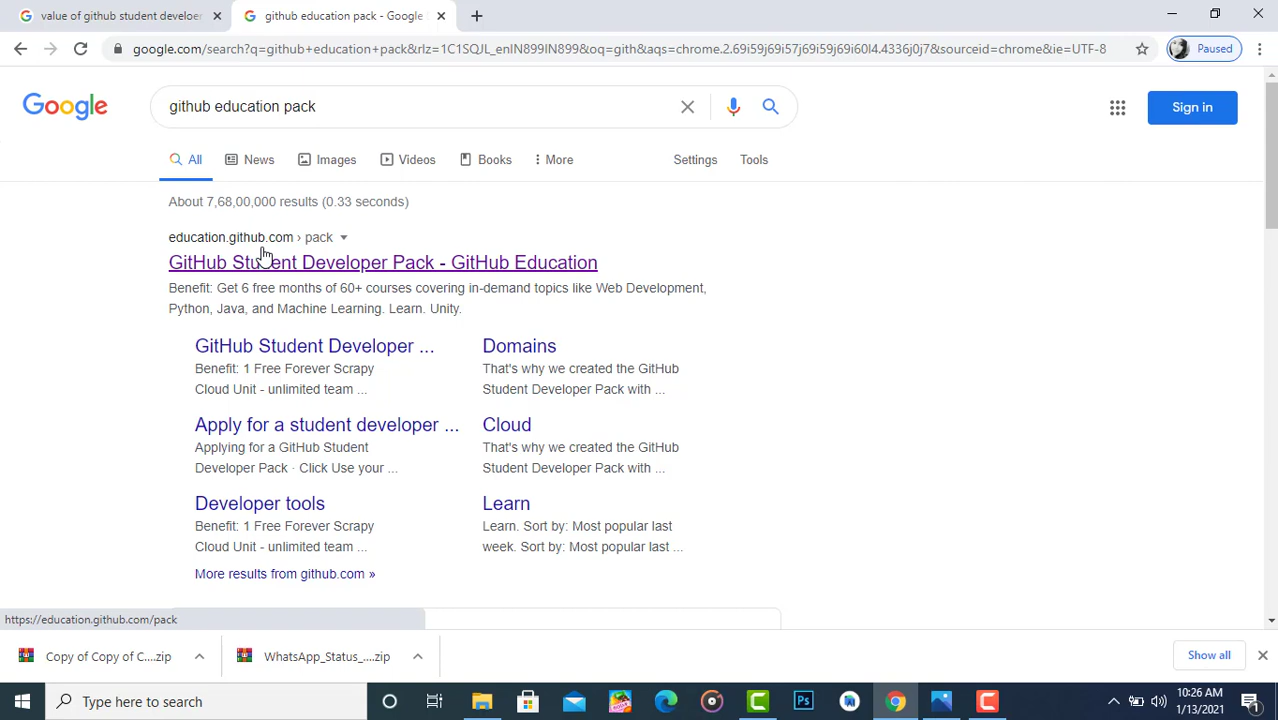 value of github student develoer
github education pack - Google
google.com/search?q=github+education+pack&rlz=1C1SQJL_enIN899IN899&oq=gith&aqs=chrome.2.69i59j69i57j69i59j69i60l4.4336j0j7&sourceid=chrome&ie=UTF-8
Paused
Google
github education pack
Sign in
All
News
Images
Videos
Books
More
Settings
Tools
About 7,68,00,000 results (0.33 seconds)
education.github.com › pack
GitHub Student Developer Pack - GitHub Education
Benefit: Get 6 free months of 60+ courses covering in-demand topics like Web Development,
Python, Java, and Machine Learning. Learn. Unity.
GitHub Student Developer ...
Benefit: 1 Free Forever Scrapy
Cloud Unit - unlimited team ...
Domains
That's why we created the GitHub
Student Developer Pack with ...
Apply for a student developer ...
Applying for a GitHub Student
Developer Pack · Click Use your ...
Cloud
That's why we created the GitHub
Student Developer Pack with ...
Developer tools
Benefit: 1 Free Forever Scrapy
Cloud Unit - unlimited team ...
Learn
Learn. Sort by: Most popular last
week. Sort by: Most popular last ...
More results from github.com »
https://education.github.com/pack
Copy of Copy of C....zip
WhatsApp_Status_....zip
Show all
Type here to search
Ps
10:26 AM
1/13/2021
1